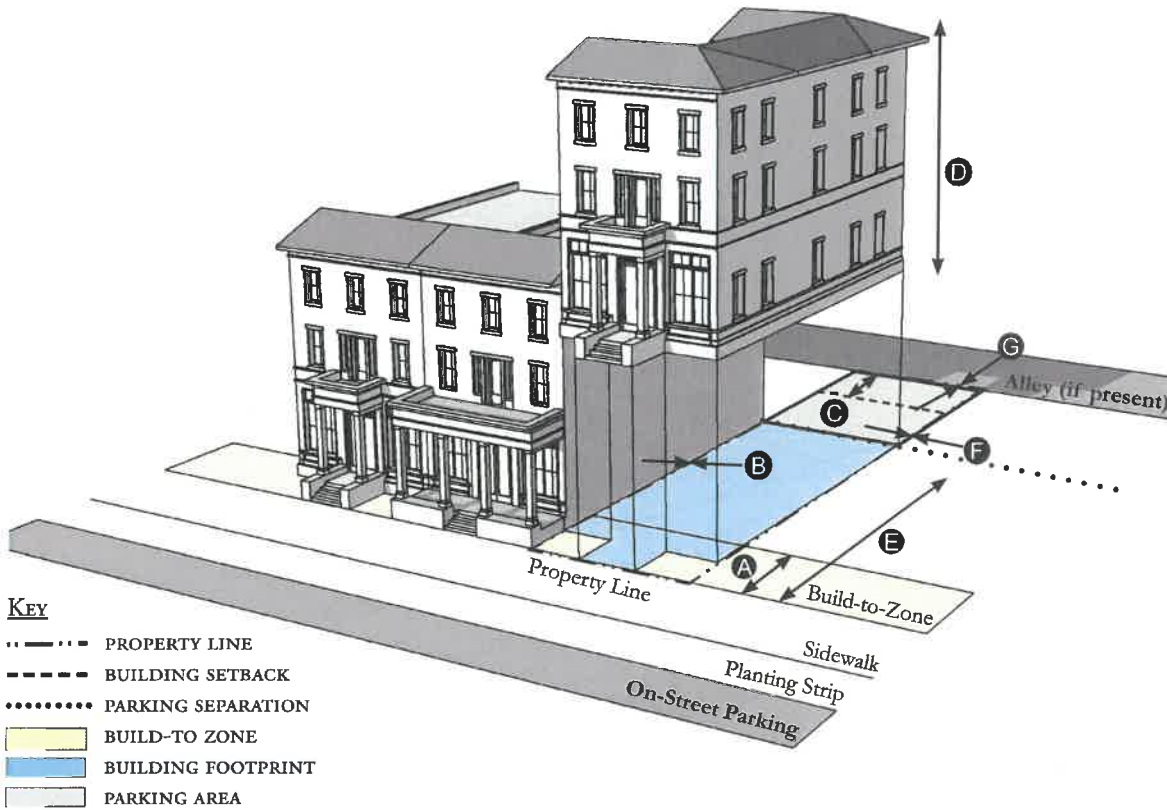 D
G
Alley (if present)
C
F
B
E
A
Property Line
Build-to-Zone
Sidewalk
Planting Strip
On-Street Parking
KEY
PROPERTY LINE
BUILDING SETBACK
PARKING SEPARATION
BUILD-TO ZONE
BUILDING FOOTPRINT
PARKING AREA